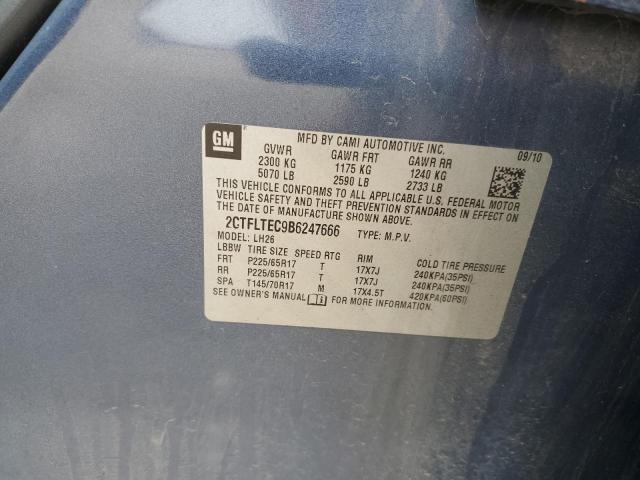 GM
MFD BY CAMI AUTOMOTIVE INC. 09/10
GVWR GAWR FRT GAWR RR
2300 KG 1175 KG 1240 KG
5070 LB 2590 LB 2733 LB
THIS VEHICLE CONFORMS TO ALL APPLICABLE U.S. FEDERAL MOTOR
VEHICLE SAFETY AND THEFT PREVENTION STANDARDS IN EFFECT ON
THE DATE OF MANUFACTURE SHOWN ABOVE.
2CTFLTEC9B6247666 TYPE: M.P.V.
MODEL: LH26
LBBW TIRE SIZE SPEED RTG RIM COLD TIRE PRESSURE
FRT P225/65R17 T 17X7J 240KPA(35PSI)
RR P225/65R17 T 17X7J 240KPA(35PSI)
SPA T145/70R17 M 17X4.5T 420KPA(60PSI)
SEE OWNER'S MANUAL FOR MORE INFORMATION.